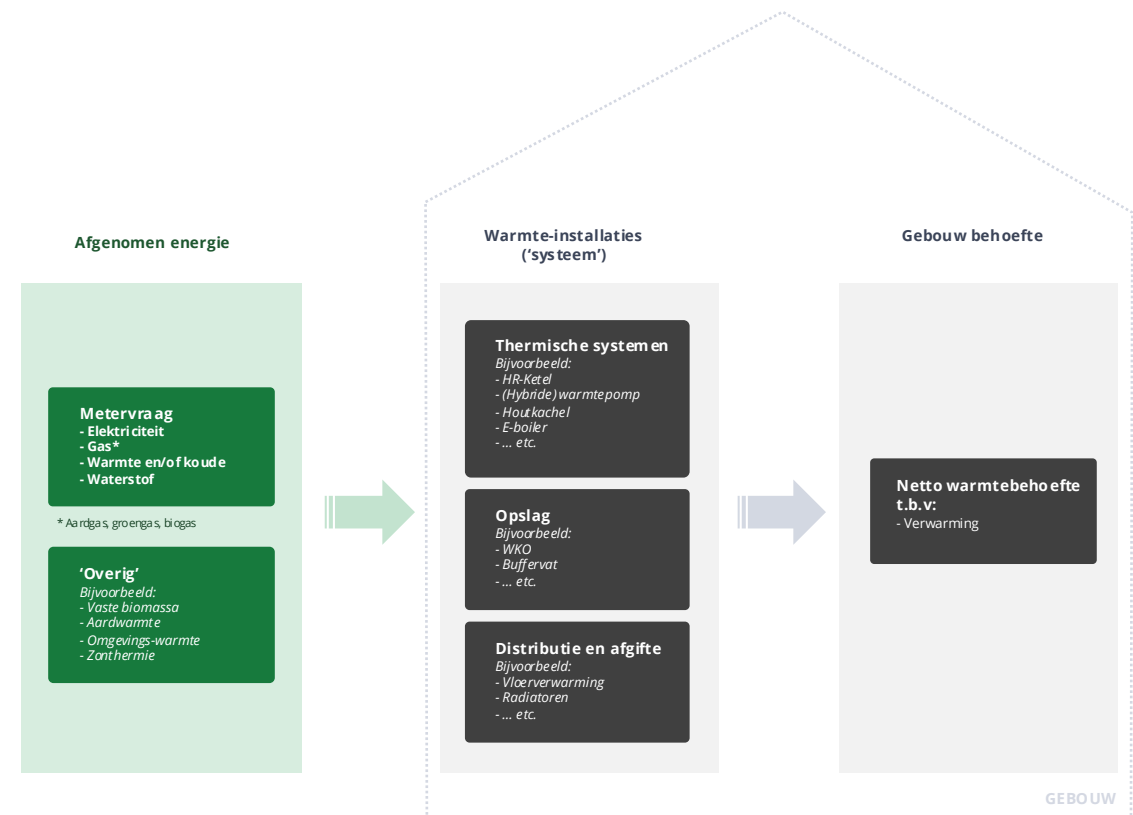 Afgenomen energie
Metervraag
- Elektriciteit
- Gas*
- Warmte en/of koude
- Waterstof
* Aardgas, groengas, biogas
‘Overig’
Bijvoorbeeld:
- Vaste biomassa
- Aardwarmte
- Omgevings-warmte
- Zonthermie
Warmte-installaties
(‘systeem’)
Thermische systemen
Bijvoorbeeld:
- HR-Ketel
- (Hybride) warmtepomp
- Houtkachel
- E-boiler
- ... etc.
Opslag
Bijvoorbeeld:
- WKO
- Buffervat
- ... etc.
Distributie en afgifte
Bijvoorbeeld:
- Vloerverwarming
- Radiatoren
- ... etc.
Gebouw behoefte
Netto warmtebehoefte
t.b.v:
- Verwarming
GEBOUW